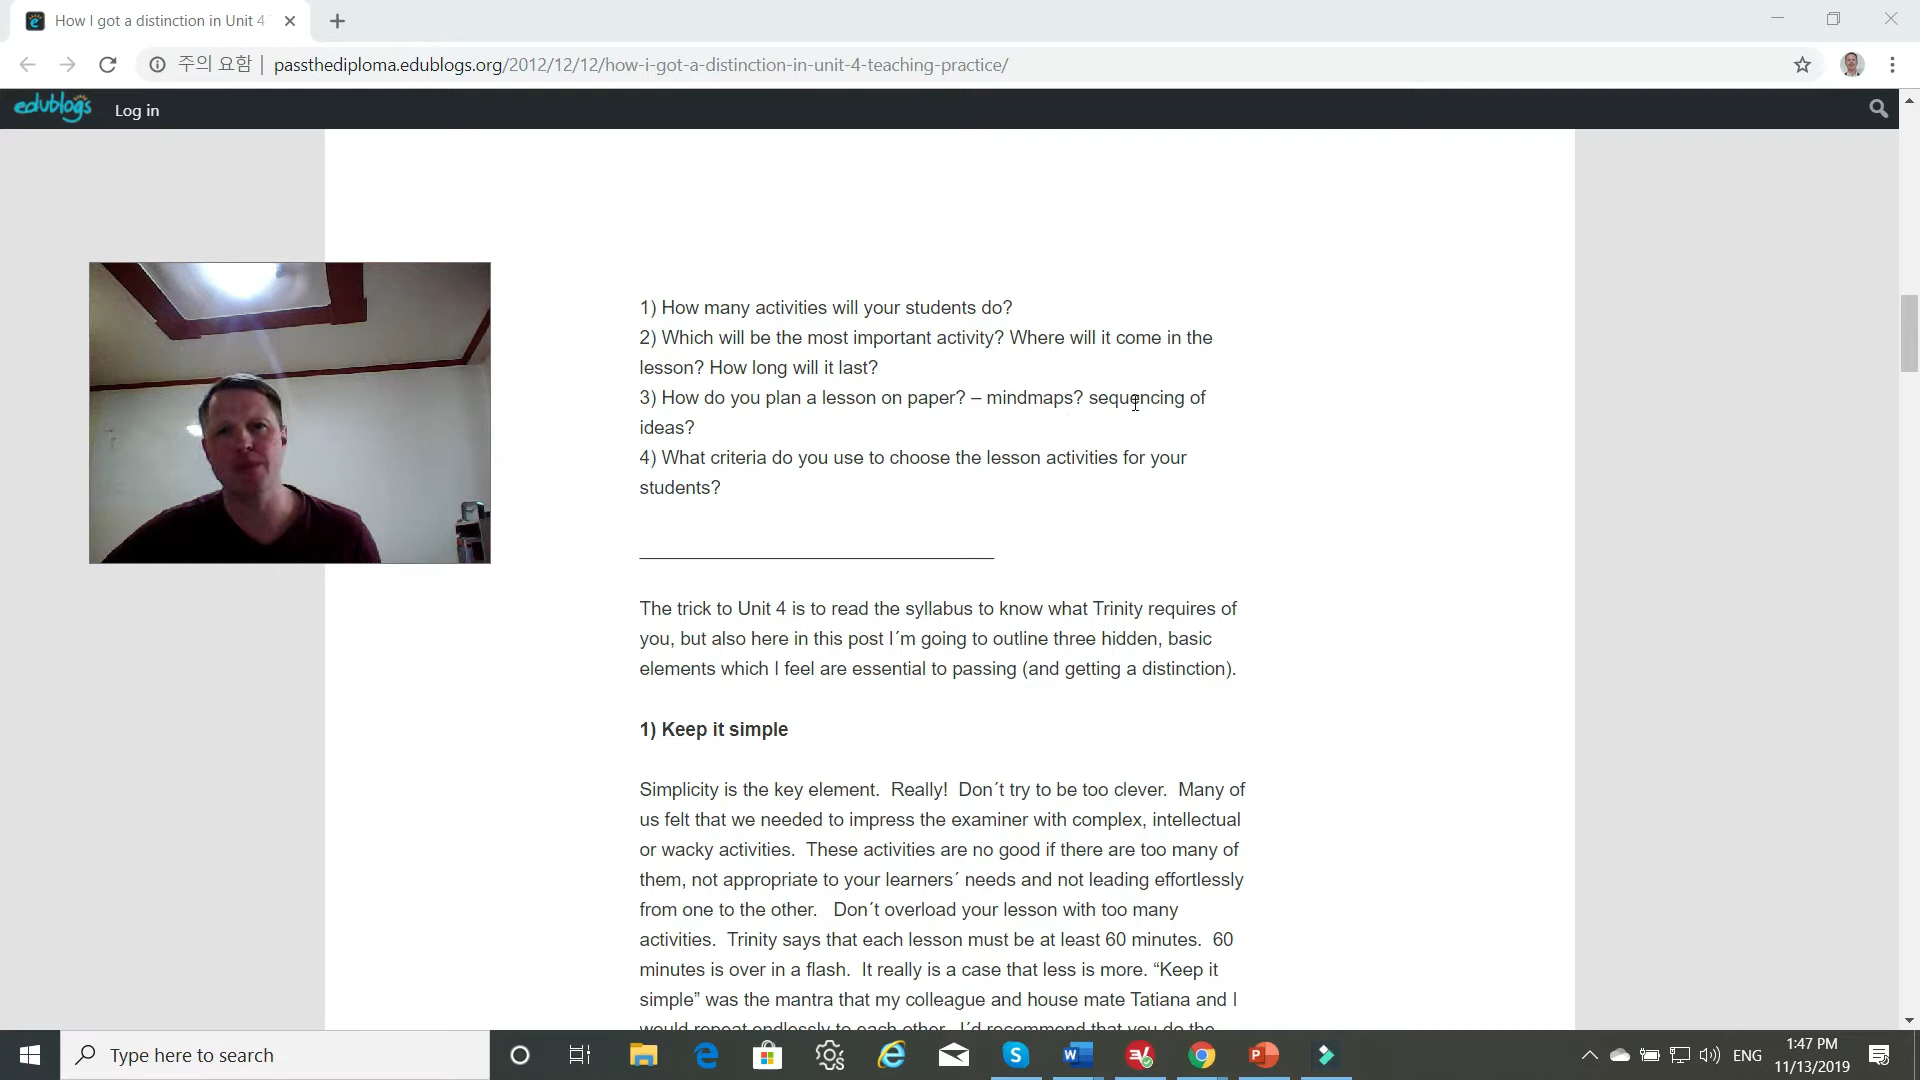 How I got a distinction in Unit 4
주의 요함 | passthediploma.edublogs.org/2012/12/12/how-i-got-a-distinction-in-unit-4-teaching-practice/
edublogs Log in
1) How many activities will your students do?
2) Which will be the most important activity? Where will it come in the
lesson? How long will it last?
3) How do you plan a lesson on paper? – mindmaps? sequencing of
ideas?
4) What criteria do you use to choose the lesson activities for your
students?
The trick to Unit 4 is to read the syllabus to know what Trinity requires of
you, but also here in this post I´m going to outline three hidden, basic
elements which I feel are essential to passing (and getting a distinction).
1) Keep it simple
Simplicity is the key element.  Really!  Don´t try to be too clever.  Many of
us felt that we needed to impress the examiner with complex, intellectual
or wacky activities.  These activities are no good if there are too many of
them, not appropriate to your learners´ needs and not leading effortlessly
from one to the other.   Don´t overload your lesson with too many
activities.  Trinity says that each lesson must be at least 60 minutes.  60
minutes is over in a flash.  It really is a case that less is more. “Keep it
simple” was the mantra that my colleague and house mate Tatiana and I
would repeat endlessly to each other.  I´d recommend that you do the
Type here to search
ENG
1:47 PM
11/13/2019